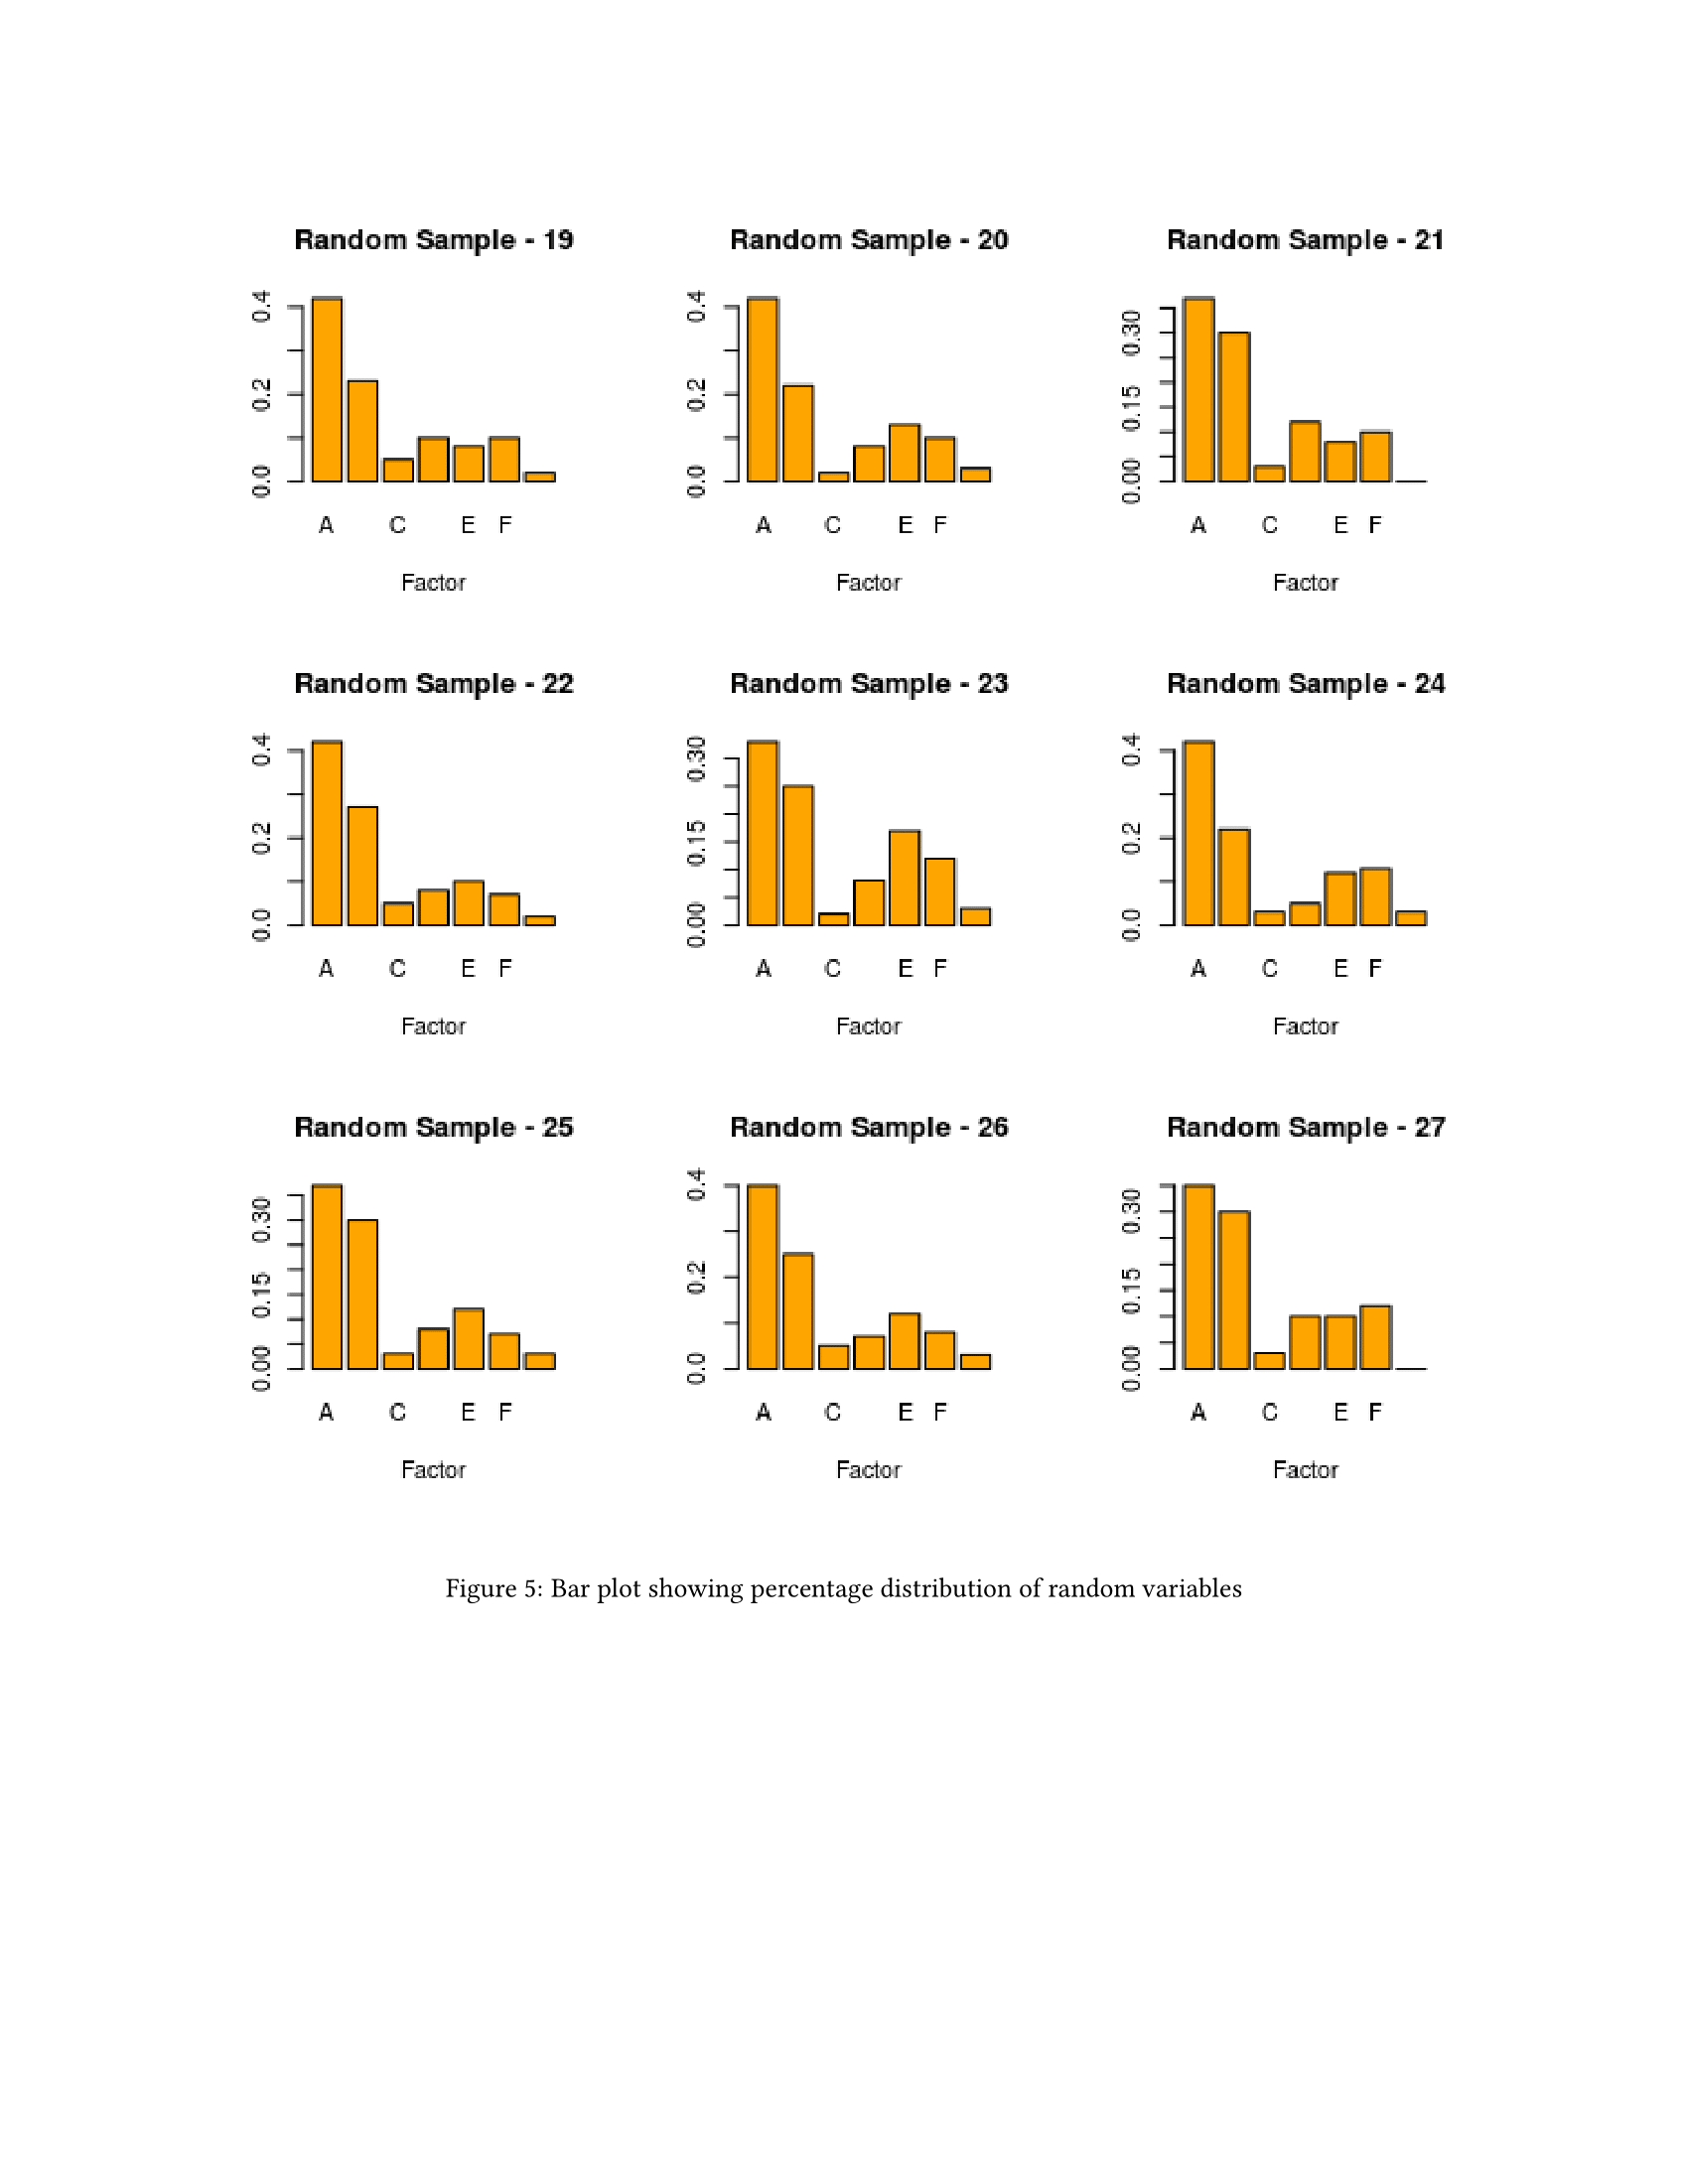 Random Sample - 19
0.0 0.2 0.4
A C E F
Factor
Random Sample - 20
0.0 0.2 0.4
A C E F
Factor
Random Sample - 21
0.00 0.15 0.30
A C E F
Factor
Random Sample - 22
0.0 0.2 0.4
A C E F
Factor
Random Sample - 23
0.00 0.15 0.30
A C E F
Factor
Random Sample - 24
0.0 0.2 0.4
A C E F
Factor
Random Sample - 25
0.00 0.15 0.30
A C E F
Factor
Random Sample - 26
0.0 0.2 0.4
A C E F
Factor
Random Sample - 27
0.00 0.15 0.30
A C E F
Factor
Figure 5: Bar plot showing percentage distribution of random variables